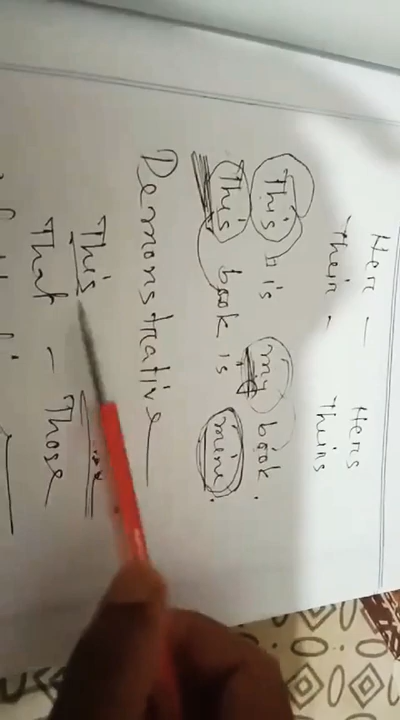 Her – Hers
Their – Theirs
This is my book.
This book is mine.
Demonstrative
This
That – Those